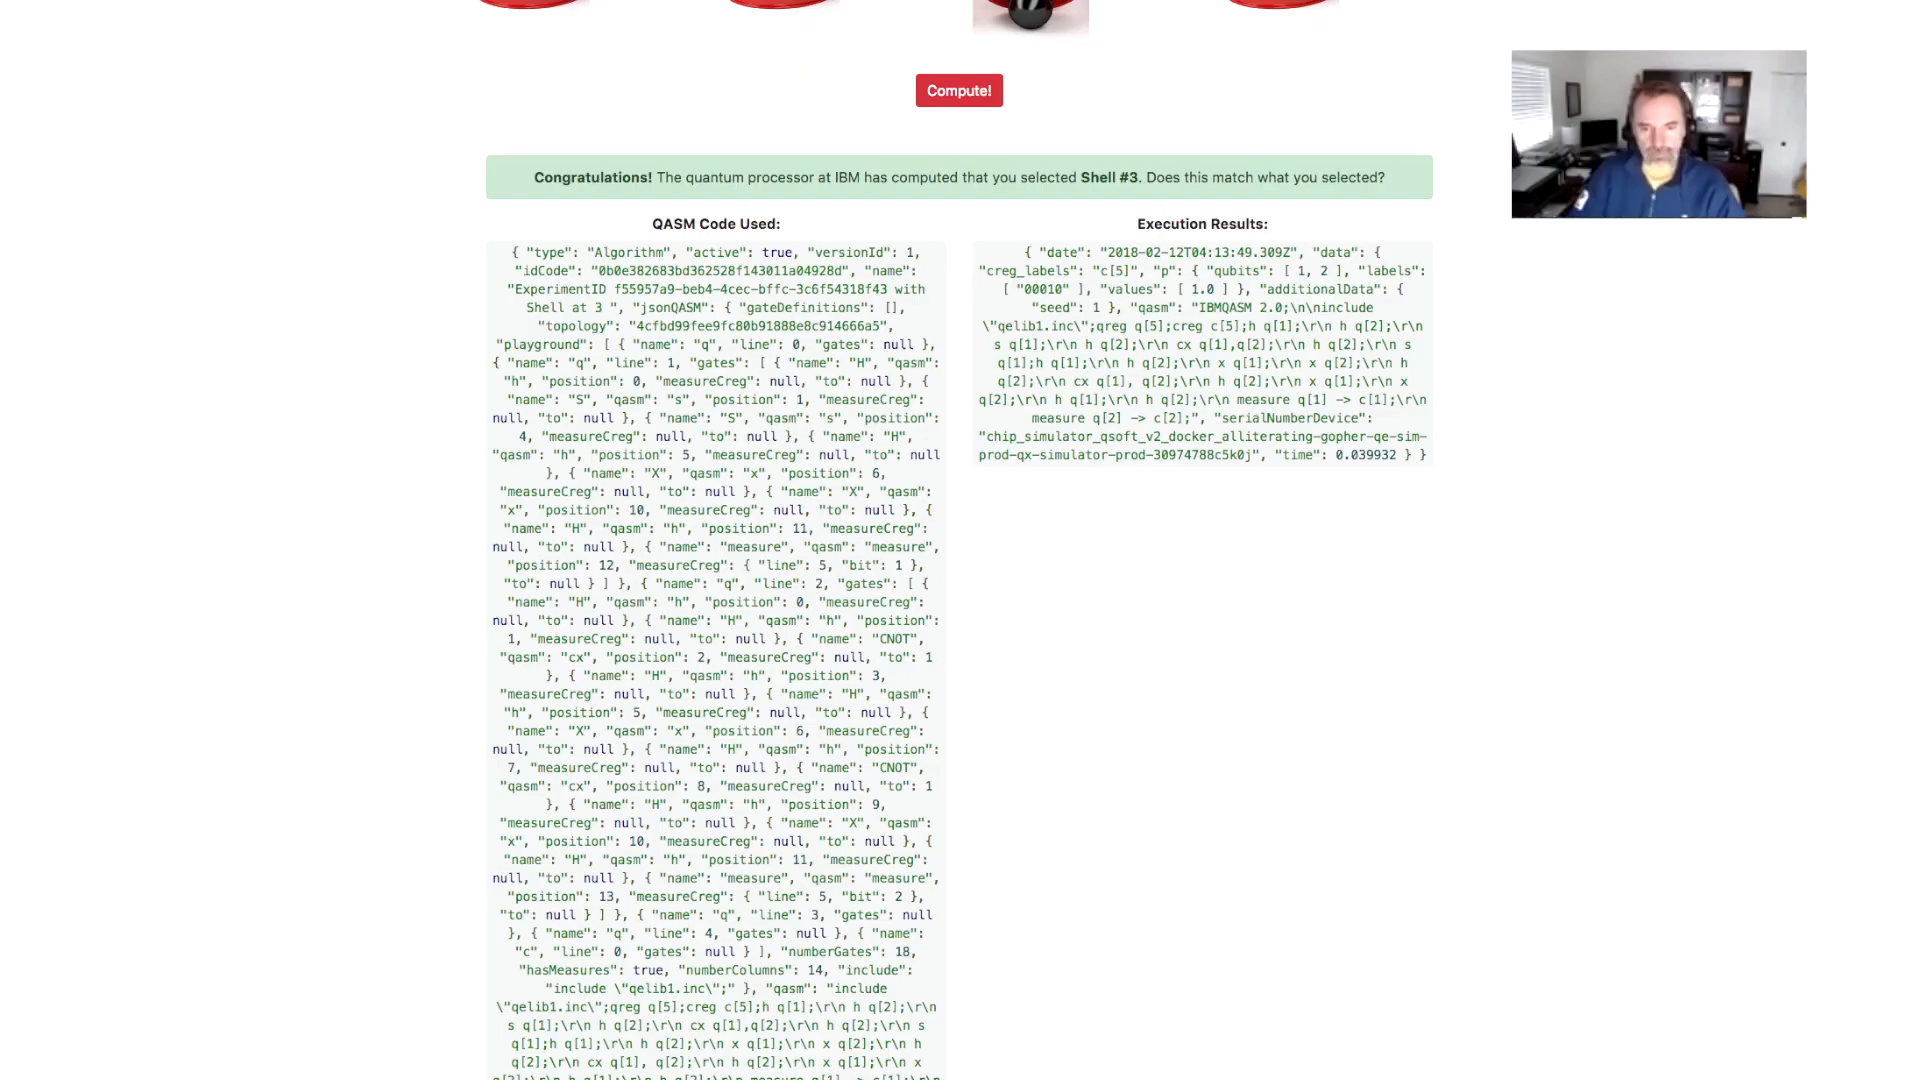 Compute!
Congratulations! The quantum processor at IBM has computed that you selected Shell #3. Does this match what you selected?
QASM Code Used:
{ "type": "Algorithm", "active": true, "versionId": 1,
"idCode": "0b0e382683bd362528f143011a04928d", "name":
"ExperimentID f55957a9-beb4-4cec-bffc-3c6f54318f43 with
Shell at 3 ", "jsonQASM": { "gateDefinitions": [],
"topology": "4cfbd99fee9fc80b91888e8c914666a5",
"playground": [ { "name": "q", "line": 0, "gates": null },
{ "name": "q", "line": 1, "gates": [ { "name": "H", "qasm":
"h", "position": 0, "measureCreg": null, "to": null }, {
"name": "S", "qasm": "s", "position": 1, "measureCreg":
null, "to": null }, { "name": "S", "qasm": "s", "position":
4, "measureCreg": null, "to": null }, { "name": "H",
"qasm": "h", "position": 5, "measureCreg": null, "to": null
}, { "name": "X", "qasm": "x", "position": 6,
"measureCreg": null, "to": null }, { "name": "X", "qasm":
"x", "position": 10, "measureCreg": null, "to": null }, {
"name": "H", "qasm": "h", "position": 11, "measureCreg":
null, "to": null }, { "name": "measure", "qasm": "measure",
"position": 12, "measureCreg": { "line": 5, "bit": 1 },
"to": null } ] }, { "name": "q", "line": 2, "gates": [ {
"name": "H", "qasm": "h", "position": 0, "measureCreg":
null, "to": null }, { "name": "H", "qasm": "h", "position":
1, "measureCreg": null, "to": null }, { "name": "CNOT",
"qasm": "cx", "position": 2, "measureCreg": null, "to": 1
}, { "name": "H", "qasm": "h", "position": 3,
"measureCreg": null, "to": null }, { "name": "H", "qasm":
"h", "position": 5, "measureCreg": null, "to": null }, {
"name": "X", "qasm": "x", "position": 6, "measureCreg":
null, "to": null }, { "name": "H", "qasm": "h", "position":
7, "measureCreg": null, "to": null }, { "name": "CNOT",
"qasm": "cx", "position": 8, "measureCreg": null, "to": 1
}, { "name": "H", "qasm": "h", "position": 9,
"measureCreg": null, "to": null }, { "name": "X", "qasm":
"x", "position": 10, "measureCreg": null, "to": null }, {
"name": "H", "qasm": "h", "position": 11, "measureCreg":
null, "to": null }, { "name": "measure", "qasm": "measure",
"position": 13, "measureCreg": { "line": 5, "bit": 2 },
"to": null } ] }, { "name": "q", "line": 3, "gates": null
}, { "name": "q", "line": 4, "gates": null }, { "name":
"c", "line": 0, "gates": null } ], "numberGates": 18,
"hasMeasures": true, "numberColumns": 14, "include":
"include \"qelib1.inc\";" }, "qasm": "include
\"qelib1.inc\";qreg q[5];creg c[5];h q[1];\r\n h q[2];\r\n
s q[1];\r\n h q[2];\r\n cx q[1],q[2];\r\n h q[2];\r\n s
q[1];h q[1];\r\n h q[2];\r\n x q[1];\r\n x q[2];\r\n h
q[2];\r\n cx q[1], q[2];\r\n h q[2];\r\n x q[1];\r\n x
q[2];\r\n h q[1];\r\n h q[2];\r\n measure q[1] -> c[1];\r\n
Execution Results:
{ "date": "2018-02-12T04:13:49.309Z", "data": {
"creg_labels": "c[5]", "p": { "qubits": [ 1, 2 ], "labels":
[ "00010" ], "values": [ 1.0 ] }, "additionalData": {
"seed": 1 }, "qasm": "IBMQASM 2.0;\n\ninclude
\"qelib1.inc\";qreg q[5];creg c[5];h q[1];\r\n h q[2];\r\n
s q[1];\r\n h q[2];\r\n cx q[1],q[2];\r\n h q[2];\r\n s
q[1];h q[1];\r\n h q[2];\r\n x q[1];\r\n x q[2];\r\n h
q[2];\r\n cx q[1], q[2];\r\n h q[2];\r\n x q[1];\r\n x
q[2];\r\n h q[1];\r\n h q[2];\r\n measure q[1] -> c[1];\r\n
measure q[2] -> c[2];", "serialNumberDevice":
"chip_simulator_qsoft_v2_docker_alliterating-gopher-qe-sim-
prod-qx-simulator-prod-30974788c5k0j", "time": 0.039932 } }